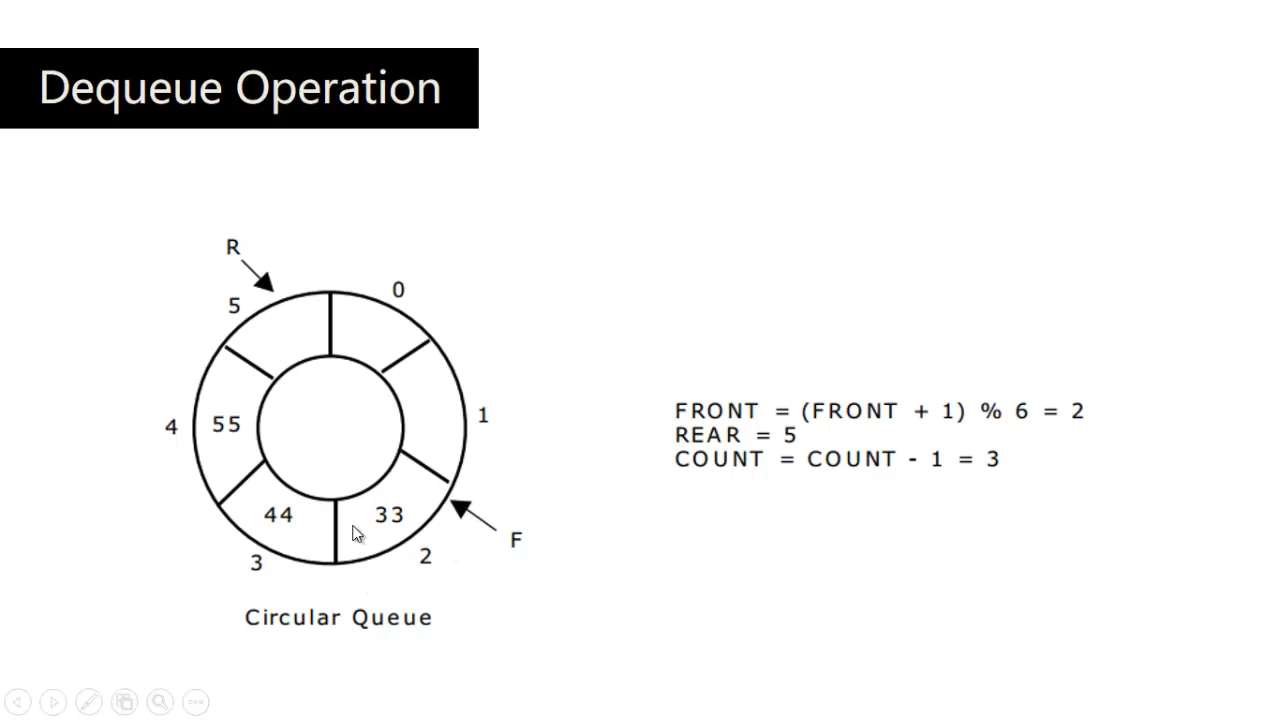 Dequeue Operation
R
5
0
4
55
1
44
33
3
2
F
Circular Queue
FRONT = (FRONT + 1) % 6 = 2
REAR = 5
COUNT = COUNT - 1 = 3